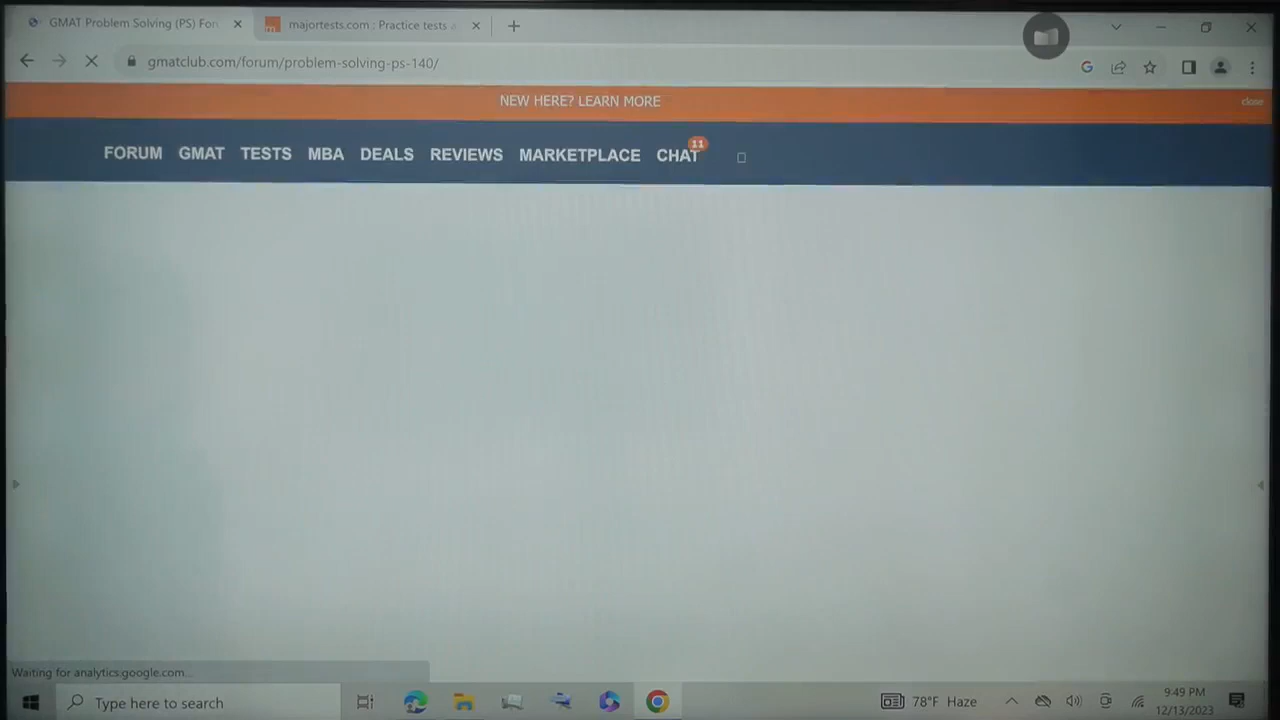 GMAT Problem Solving (PS) For
majortests.com : Practice tests
gmatclub.com/forum/problem-solving-ps-140/
NEW HERE? LEARN MORE
close
FORUM GMAT TESTS MBA DEALS REVIEWS MARKETPLACE CHAT 11
Waiting for analytics.google.com...
Type here to search
78°F Haze
9:49 PM
12/13/2023